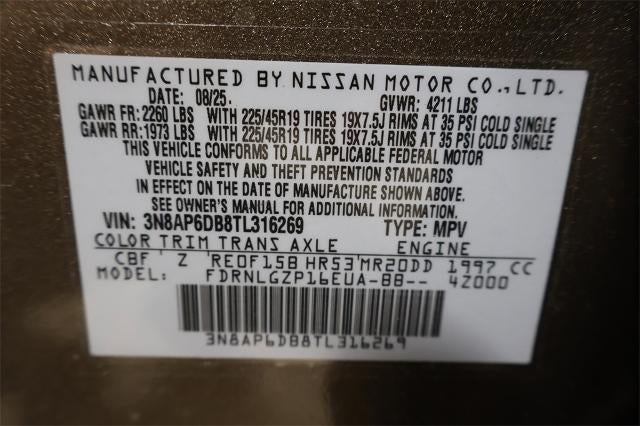 MANUFACTURED BY NISSAN MOTOR CO.,LTD.
DATE: 08/25. GVWR: 4211 LBS
GAWR FR: 2260 LBS WITH 225/45R19 TIRES 19X7.5J RIMS AT 35 PSI COLD SINGLE
GAWR RR: 1973 LBS WITH 225/45R19 TIRES 19X7.5J RIMS AT 35 PSI COLD SINGLE
THIS VEHICLE CONFORMS TO ALL APPLICABLE FEDERAL MOTOR
VEHICLE SAFETY AND THEFT PREVENTION STANDARDS
IN EFFECT ON THE DATE OF MANUFACTURE SHOWN ABOVE.
SEE OWNER'S MANUAL FOR ADDITIONAL INFORMATION.
VIN: 3N8AP6DB8TL316269 TYPE: MPV
COLOR TRIM TRANS AXLE ENGINE
CBF Z RE0F15B HR53 MR20DD 1997 CC
MODEL: FDRNLGZP16EUA-BB-- 4Z000
3N8AP6DB8TL316269